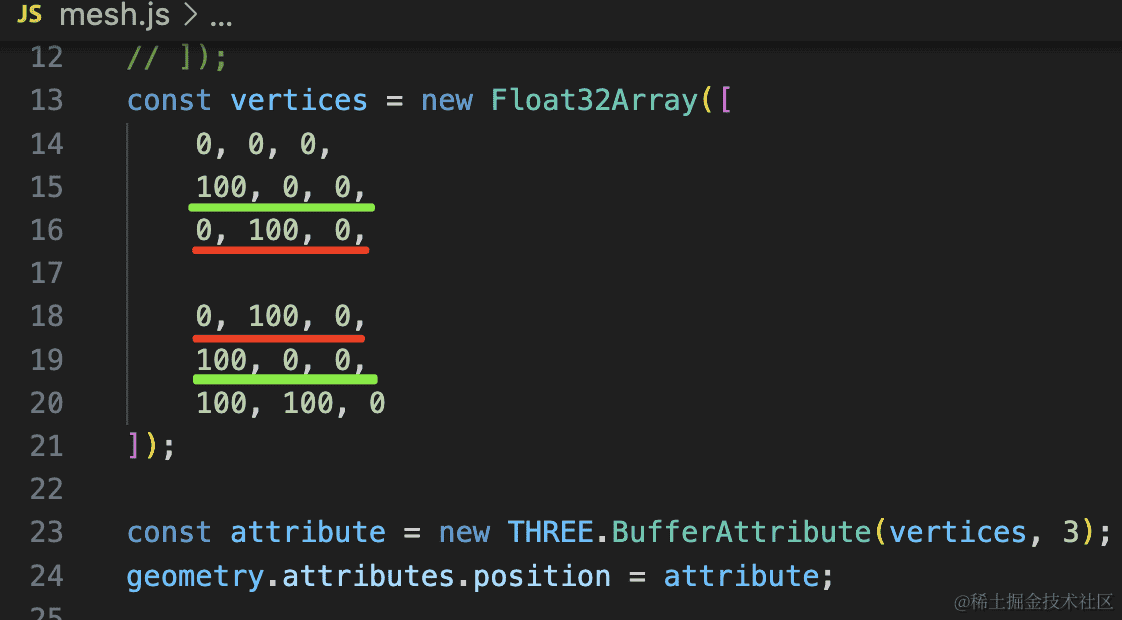 JS mesh.js > ...
12 // ]);
13 const vertices = new Float32Array([
14 0, 0, 0,
15 100, 0, 0,
16 0, 100, 0,
17
18 0, 100, 0,
19 100, 0, 0,
20 100, 100, 0
21 ]);
22
23 const attribute = new THREE.BufferAttribute(vertices, 3);
24 geometry.attributes.position = attribute;
25
@稀土掘金技术社区